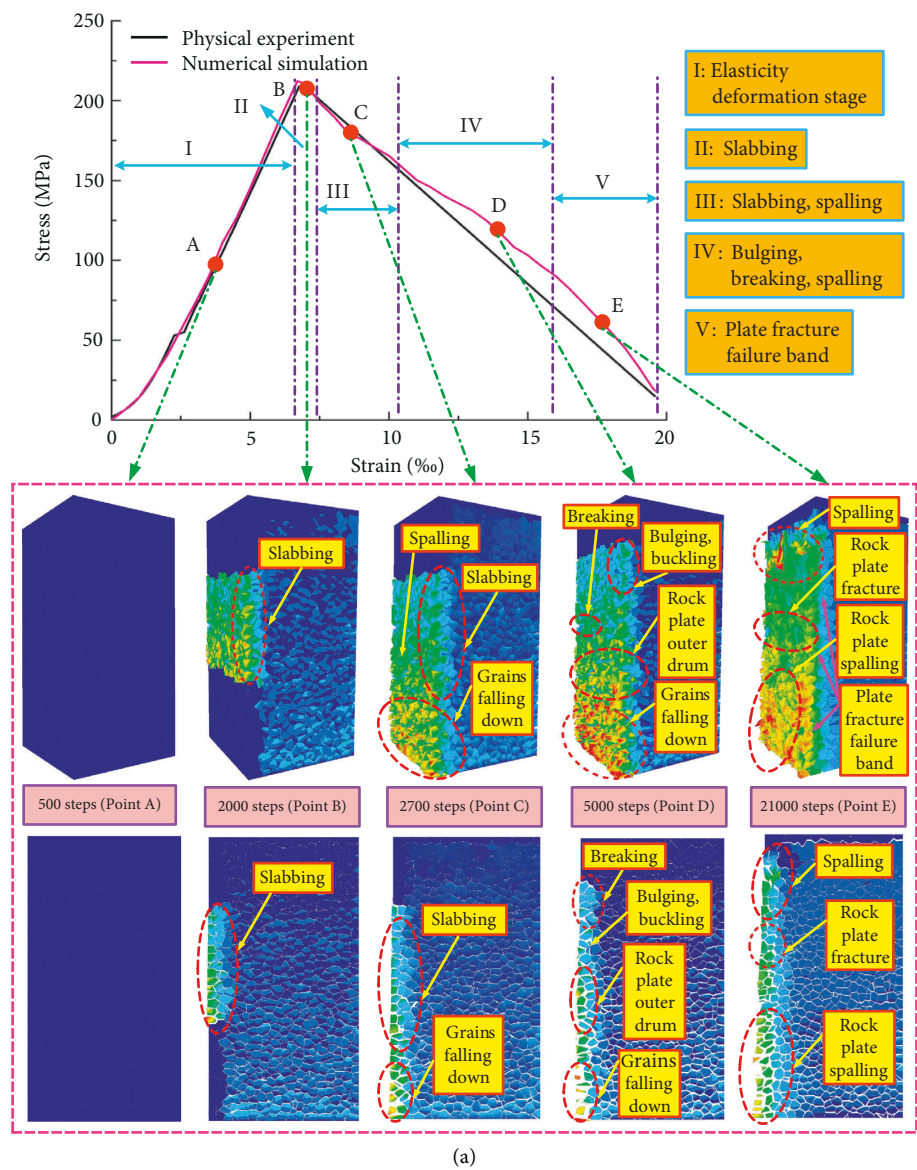 250
200
150
100
50
0
Stress (MPa)
Physical experiment
Numerical simulation
B
II
C
I
III
IV
V
A
D
E
0
5
10
15
20
Strain (‰)
I: Elasticity
deformation stage
II: Slabbing
III: Slabbing, spalling
IV: Bulging,
breaking, spalling
V: Plate fracture
failure band
Slabbing
Spalling
Slabbing
Grains
falling
down
Breaking
Bulging,
buckling
Rock
plate
outer
drum
Grains
falling
down
Spalling
Rock
plate
fracture
Rock
plate
spalling
Plate
fracture
failure
band
500 steps (Point A)
2000 steps (Point B)
2700 steps (Point C)
5000 steps (Point D)
21000 steps (Point E)
Slabbing
Slabbing
Grains
falling
down
Breaking
Bulging,
buckling
Rock
plate
outer
drum
Grains
falling
down
Spalling
Rock
plate
fracture
Rock
plate
spalling
(a)